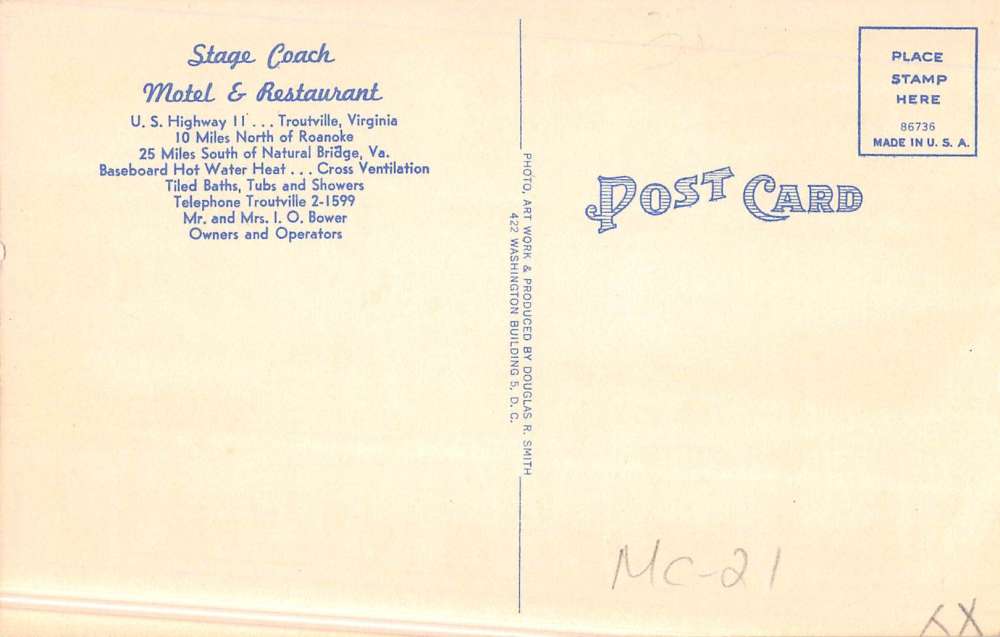 Stage Coach
Motel & Restaurant
U. S. Highway 11 . . . Troutville, Virginia
10 Miles North of Roanoke
25 Miles South of Natural Bridge, Va.
Baseboard Hot Water Heat . . . Cross Ventilation
Tiled Baths, Tubs and Showers
Telephone Troutville 2-1599
Mr. and Mrs. I. O. Bower
Owners and Operators
PHOTO, ART WORK & PRODUCED BY DOUGLAS R. SMITH
422 WASHINGTON BUILDING 5, D. C.
PLACE
STAMP
HERE
86736
MADE IN U. S. A.
POST CARD
MC-21